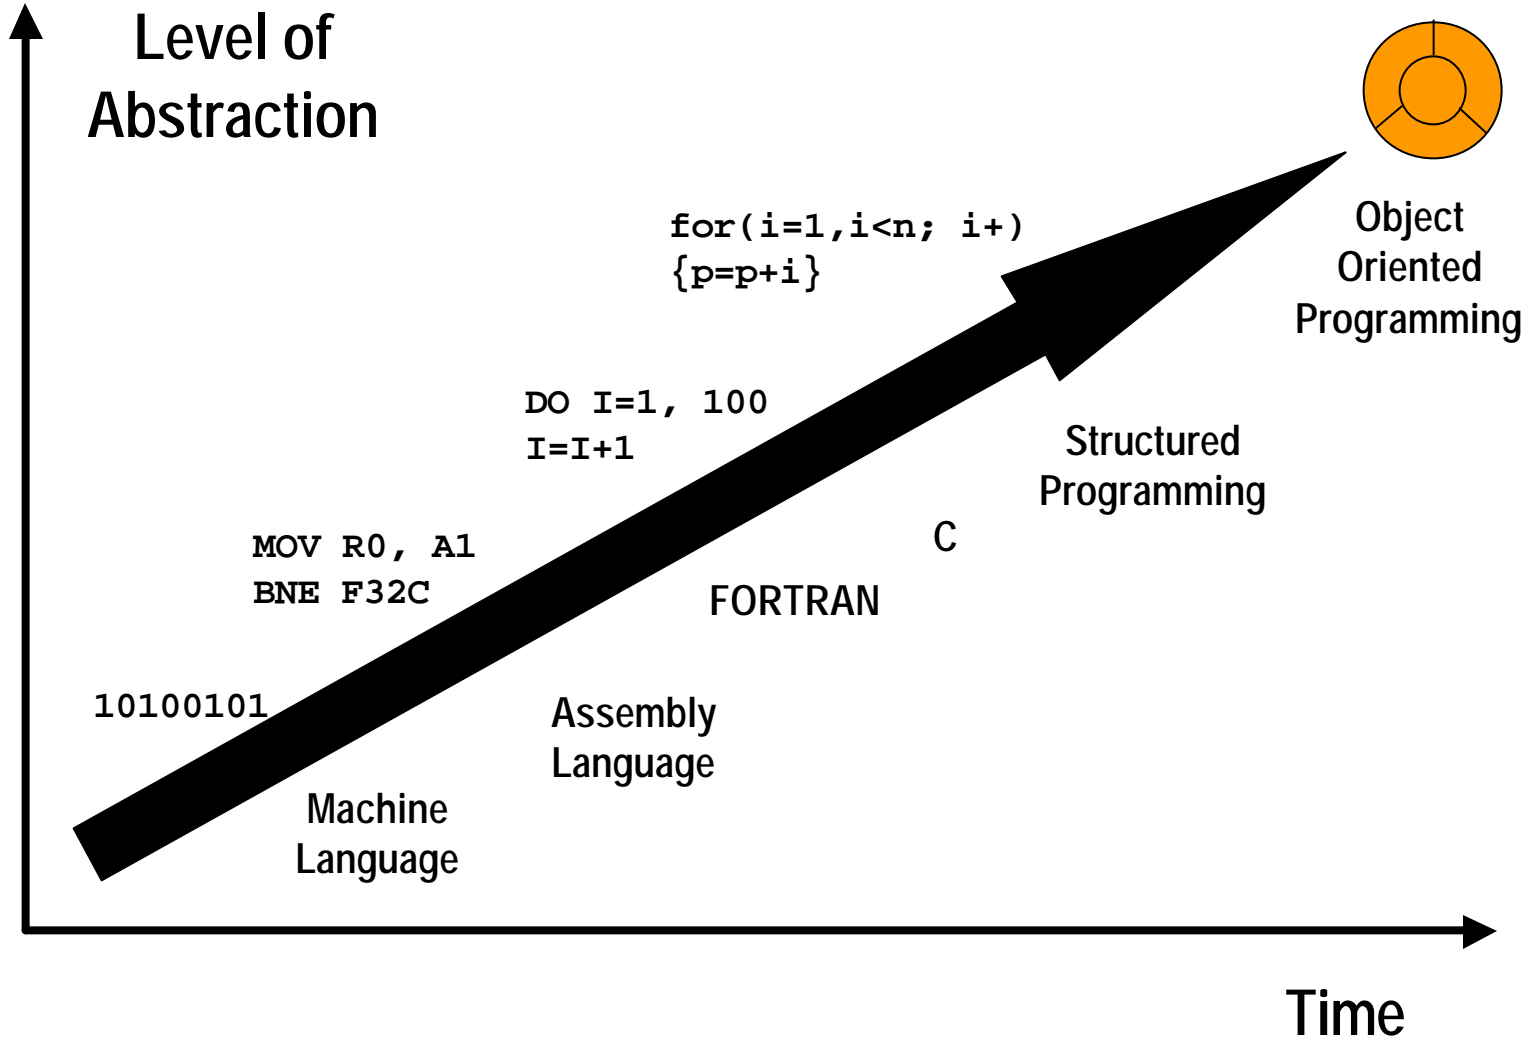 Level of
Abstraction
for(i=1,i<n; i+)
{p=p+i}
Object
Oriented
Programming
DO I=1, 100
I=I+1
Structured
Programming
MOV R0, A1
BNE F32C
C
FORTRAN
10100101
Assembly
Language
Machine
Language
Time